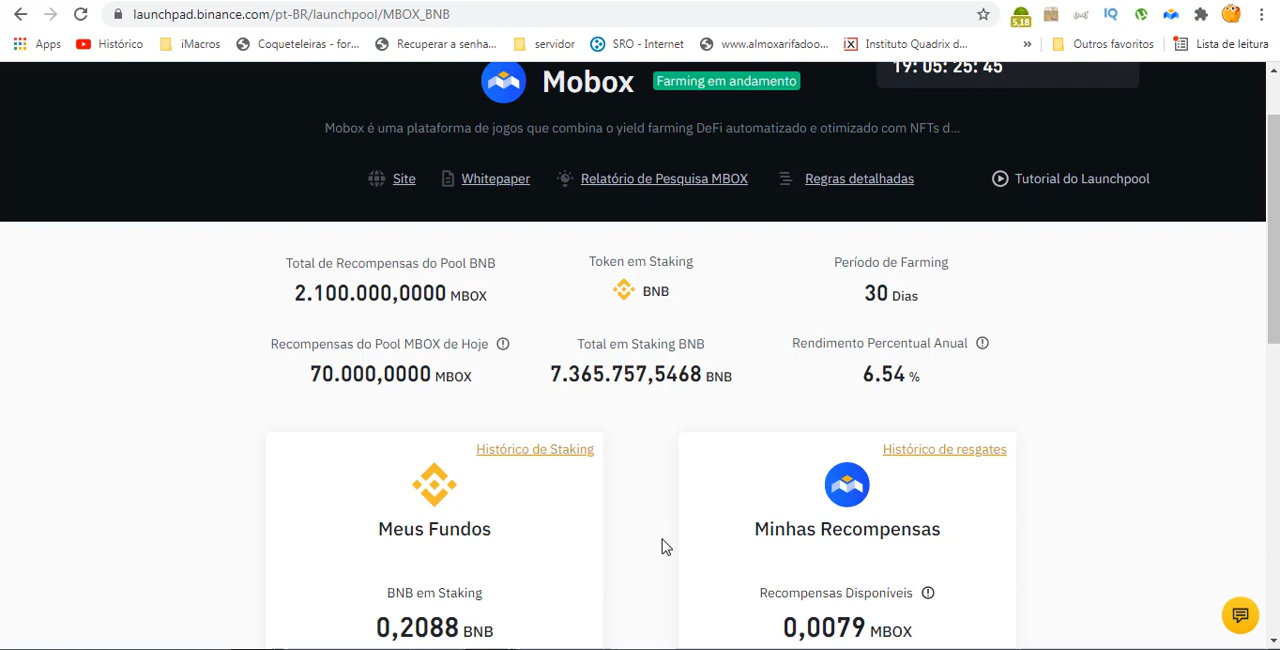 launchpad.binance.com/pt-BR/launchpool/MBOX_BNB
5,18
IQ
Apps
Histórico
iMacros
Coqueteleiras - for...
Recuperar a senha...
servidor
SRO - Internet
www.almoxarifadoo...
Instituto Quadrix d...
»
Outros favoritos
Lista de leitura
Mobox
Farming em andamento
19: 05: 25: 45
Mobox é uma plataforma de jogos que combina o yield farming DeFi automatizado e otimizado com NFTs d...
Site
Whitepaper
Relatório de Pesquisa MBOX
Regras detalhadas
Tutorial do Launchpool
Total de Recompensas do Pool BNB
2.100.000,0000 MBOX
Token em Staking
BNB
Período de Farming
30 Dias
Recompensas do Pool MBOX de Hoje
70.000,0000 MBOX
Total em Staking BNB
7.365.757,5468 BNB
Rendimento Percentual Anual
6.54 %
Histórico de Staking
Meus Fundos
BNB em Staking
0,2088 BNB
Histórico de resgates
Minhas Recompensas
Recompensas Disponíveis
0,0079 MBOX